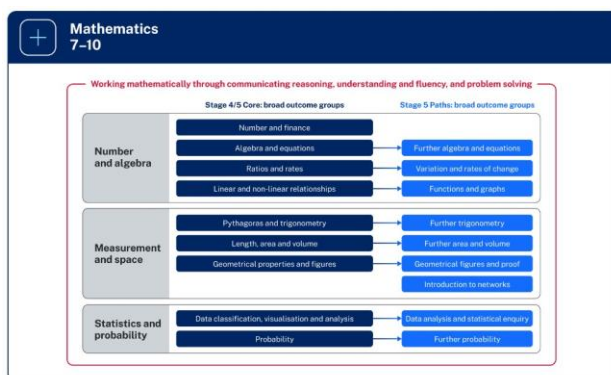 Mathematics
7–10
Working mathematically through communicating reasoning, understanding and fluency, and problem solving
Stage 4/5 Core: broad outcome groups
Stage 5 Paths: broad outcome groups
Number
and algebra
Number and finance
Algebra and equations
Further algebra and equations
Ratios and rates
Variation and rates of change
Linear and non-linear relationships
Functions and graphs
Measurement
and space
Pythagoras and trigonometry
Further trigonometry
Length, area and volume
Further area and volume
Geometrical properties and figures
Geometrical figures and proof
Introduction to networks
Statistics and
probability
Data classification, visualisation and analysis
Data analysis and statistical enquiry
Probability
Further probability